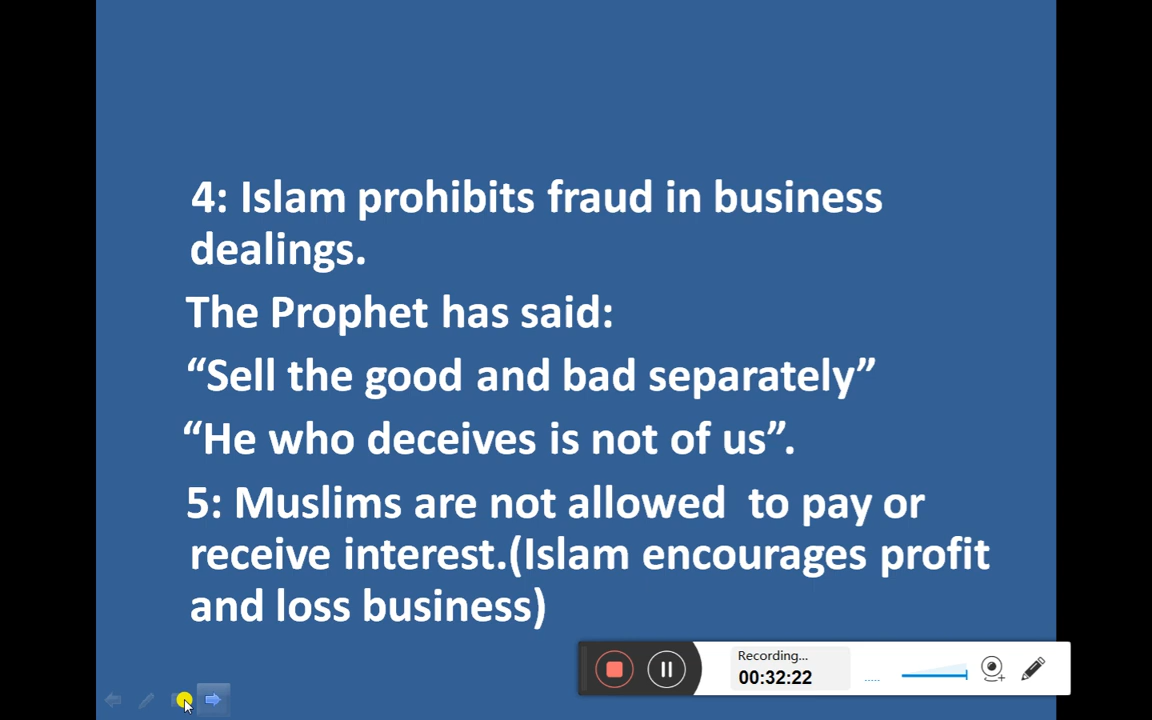 4: Islam prohibits fraud in business
dealings.
The Prophet has said:
“Sell the good and bad separately”
“He who deceives is not of us”.
5: Muslims are not allowed  to pay or
receive interest.(Islam encourages profit
and loss business)
Recording...
00:32:22